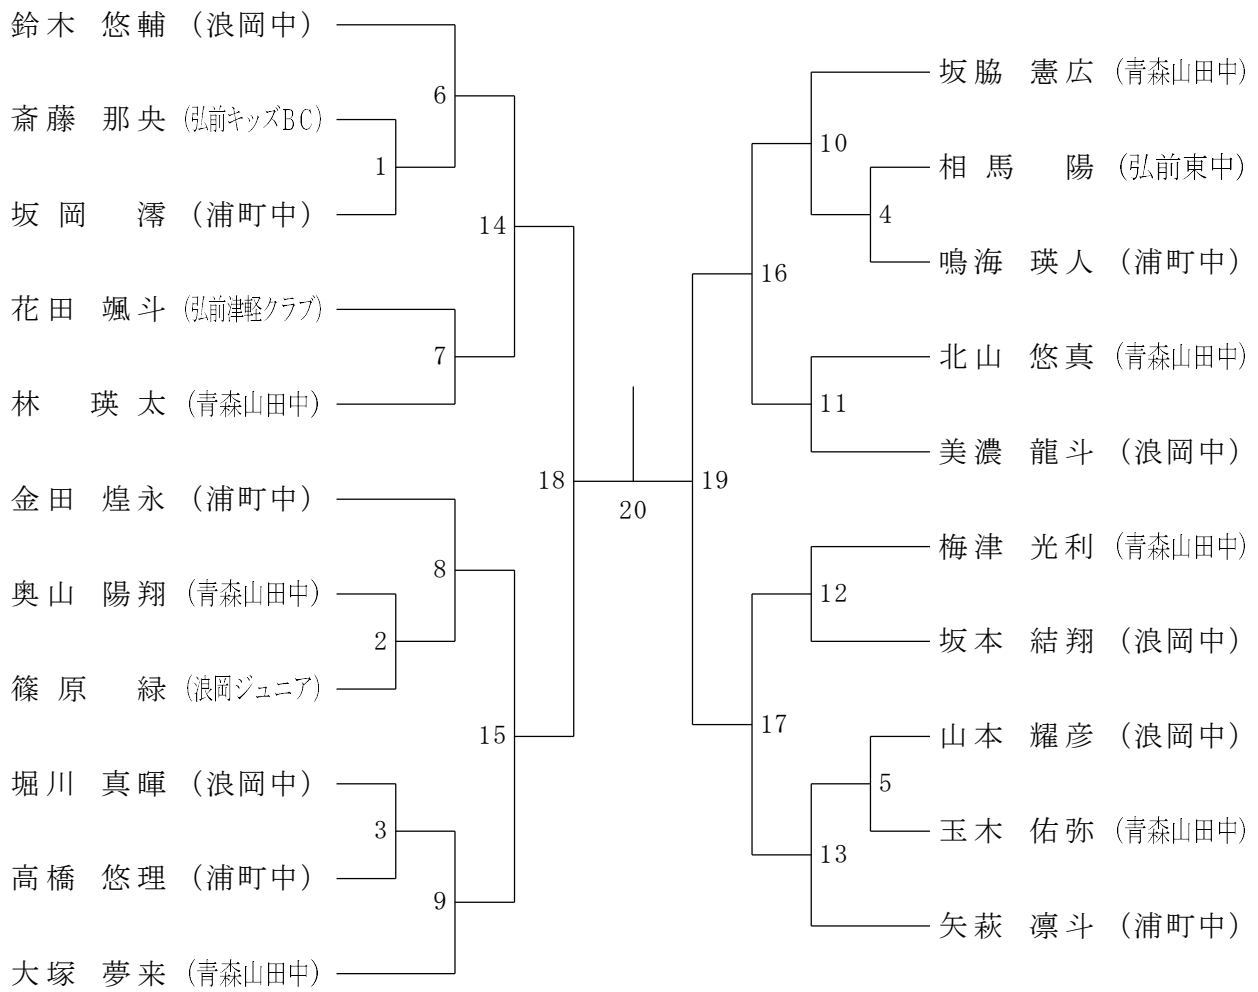 鈴木 悠輔 (浪岡中)
斎藤 那央 (弘前キッズBC)
坂岡 澪 (浦町中)
花田 颯斗 (弘前津軽クラブ)
林 瑛太 (青森山田中)
金田 煌永 (浦町中)
奥山 陽翔 (青森山田中)
篠原 緑 (浪岡ジュニア)
堀川 真暉 (浪岡中)
高橋 悠理 (浦町中)
大塚 夢来 (青森山田中)
1
2
3
6
7
8
9
14
15
18
20
19
16
17
10
11
12
13
4
5
坂脇 憲広 (青森山田中)
相馬 陽 (弘前東中)
鳴海 瑛人 (浦町中)
北山 悠真 (青森山田中)
美濃 龍斗 (浪岡中)
梅津 光利 (青森山田中)
坂本 結翔 (浪岡中)
山本 耀彦 (浪岡中)
玉木 佑弥 (青森山田中)
矢萩 凛斗 (浦町中)